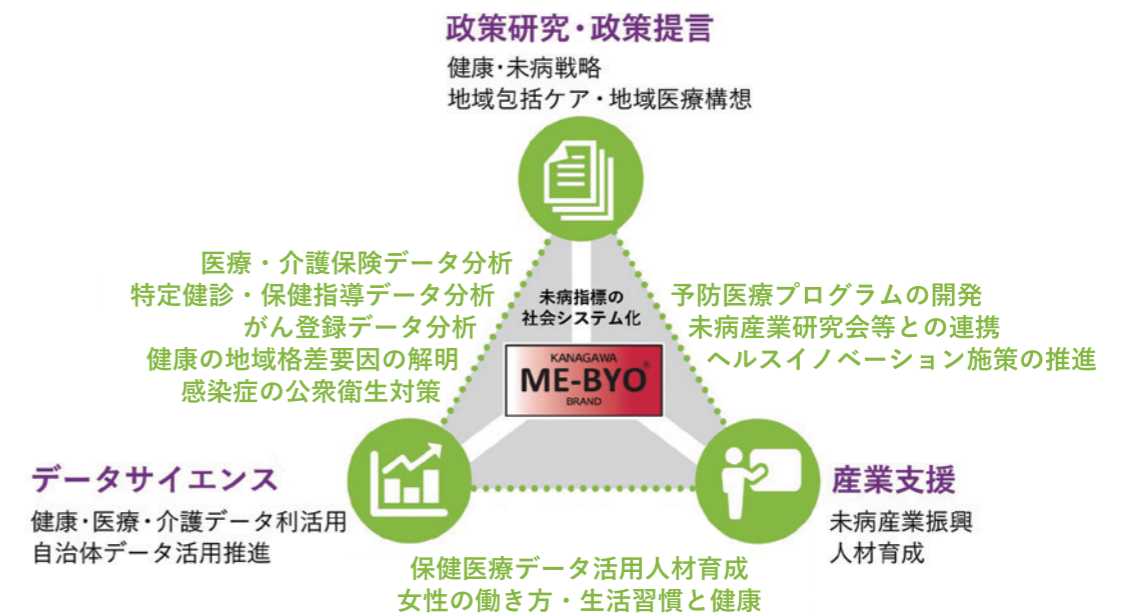 政策研究・政策提言
健康・未病戦略
地域包括ケア・地域医療構想
医療・介護保険データ分析
特定健診・保健指導データ分析
がん登録データ分析
健康の地域格差要因の解明
感染症の公衆衛生対策
未病指標の
社会システム化
KANAGAWA
ME-BYO®
BRAND
予防医療プログラムの開発
未病産業研究会等との連携
ヘルスイノベーション施策の推進
データサイエンス
健康・医療・介護データ利活用
自治体データ活用推進
産業支援
未病産業振興
人材育成
保健医療データ活用人材育成
女性の働き方・生活習慣と健康